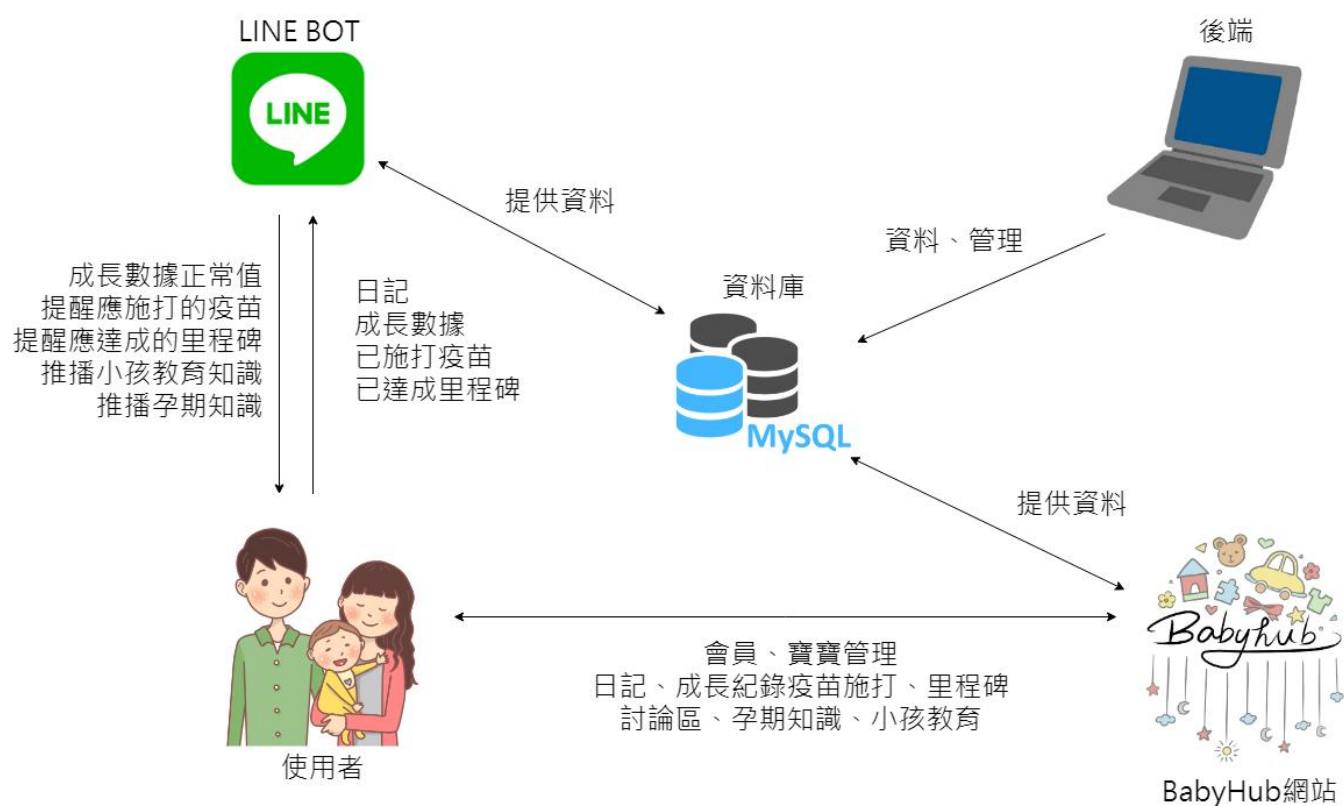 LINE BOT
LINE
後端
提供資料
資料、管理
成長數據正常值
提醒應施打的疫苗
提醒應達成的里程碑
推播小孩教育知識
推播孕期知識
日記
成長數據
已施打疫苗
已達成里程碑
資料庫
MySQL
提供資料
Babyhub
會員、寶寶管理
日記、成長紀錄疫苗施打、里程碑
討論區、孕期知識、小孩教育
使用者
BabyHub網站